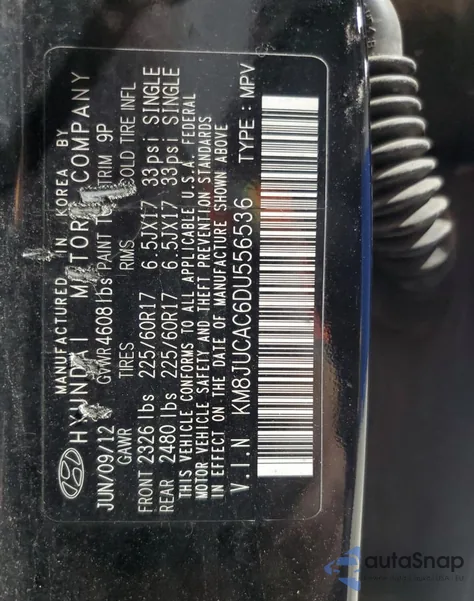 MANUFACTURED IN KOREA BY
HYUNDAI MOTOR COMPANY
JUN/09/12 GVWR 4608 lbs PAINT TRIM 9P
GAWR TIRES RIMS COLD TIRE INFL
FRONT 2326 lbs 225/60R17 6.5JX17 33psi SINGLE
REAR 2480 lbs 225/60R17 6.5JX17 33psi SINGLE
THIS VEHICLE CONFORMS TO ALL APPLICABLE U.S.A. FEDERAL
MOTOR VEHICLE SAFETY AND THEFT PREVENTION STANDARDS
IN EFFECT ON THE DATE OF MANUFACTURE SHOWN ABOVE
V.I.N KM8JUCAC6DU556536 TYPE : MPV
autoSnap